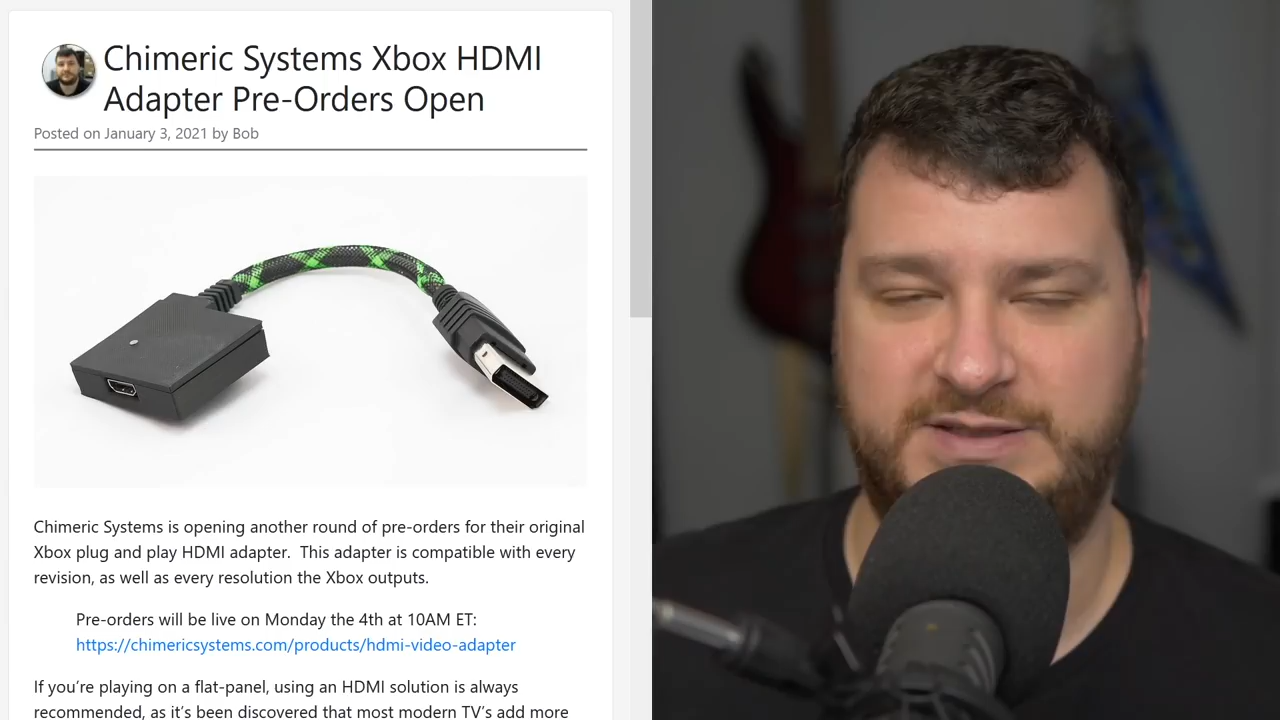 Chimeric Systems Xbox HDMI
Adapter Pre-Orders Open
Posted on January 3, 2021 by Bob
Chimeric Systems is opening another round of pre-orders for their original
Xbox plug and play HDMI adapter.  This adapter is compatible with every
revision, as well as every resolution the Xbox outputs.
Pre-orders will be live on Monday the 4th at 10AM ET:
https://chimericsystems.com/products/hdmi-video-adapter
If you’re playing on a flat-panel, using an HDMI solution is always
recommended, as it’s been discovered that most modern TV’s add more